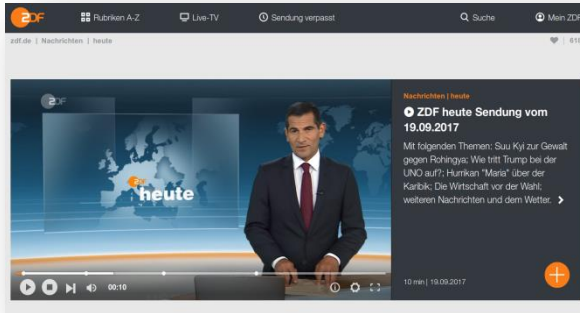 ZDF Rubriken A-Z Live-TV Sendung verpasst Suche Mein ZDF
zdf.de | Nachrichten | heute
ZDF
ZDF
heute
00:10
Nachrichten | heute
ZDF heute Sendung vom
19.09.2017
Mit folgenden Themen: Suu Kyi zur Gewalt
gegen Rohingya; Wie tritt Trump bei der
UNO auf?; Hurrikan "Maria" über der
Karibik; Die Wirtschaft vor der Wahl;
weiteren Nachrichten und dem Wetter.
10 min | 19.09.2017